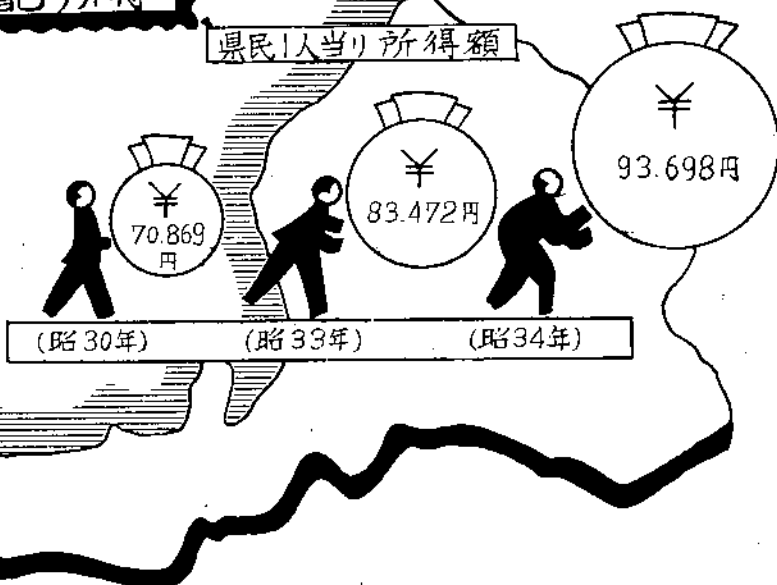 県民1人当り所得額
¥
70.869
円
¥
83.472円
¥
93.698円
(昭30年)
(昭33年)
(昭34年)